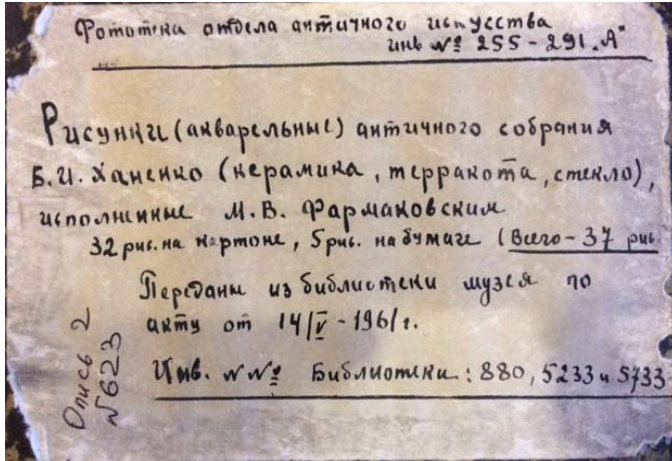 Фототека отдела античного искусства
инв № 255-291 „А"
Рисунки (акварельные) античного собрания
Б.И. Ханенко (керамика, терракота, стекло),
исполненные М.В. Фармаковским
32 рис. на картоне, 5 рис. на бумаге (Всего - 37 рис.
Переданы из библиотеки музея по
акту от 14/V - 1961 г.
Инв. №№ Библиотеки: 880, 5233 и 5733
Опись 2
№623